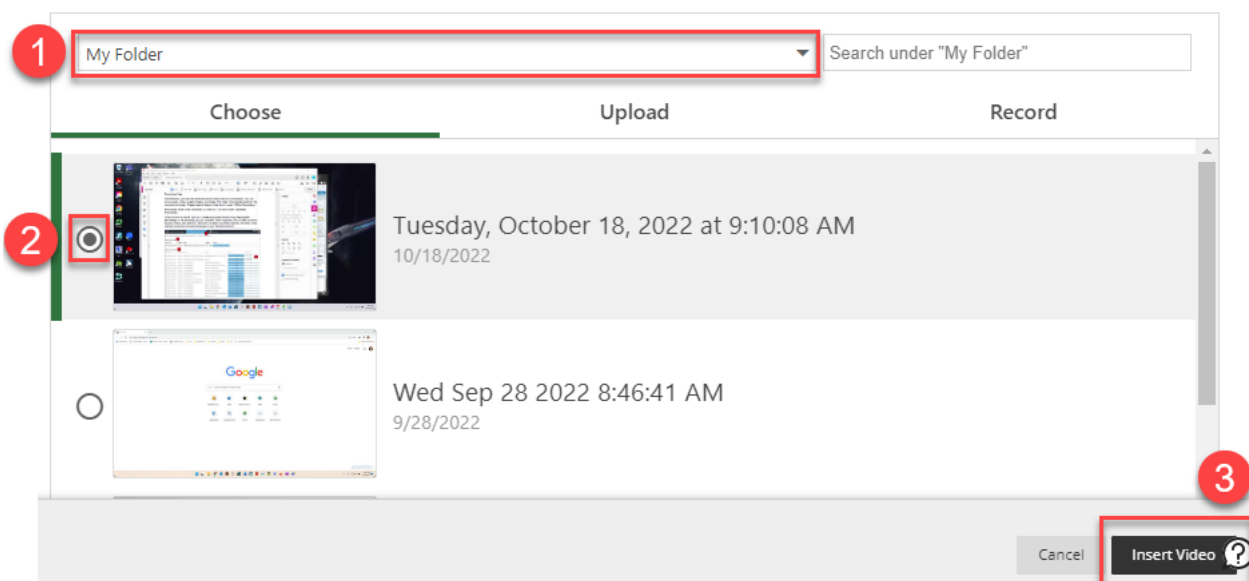 1
My Folder
Search under "My Folder"
Choose
Upload
Record
2
Tuesday, October 18, 2022 at 9:10:08 AM
10/18/2022
Google
Wed Sep 28 2022 8:46:41 AM
9/28/2022
3
Cancel
Insert Video
?